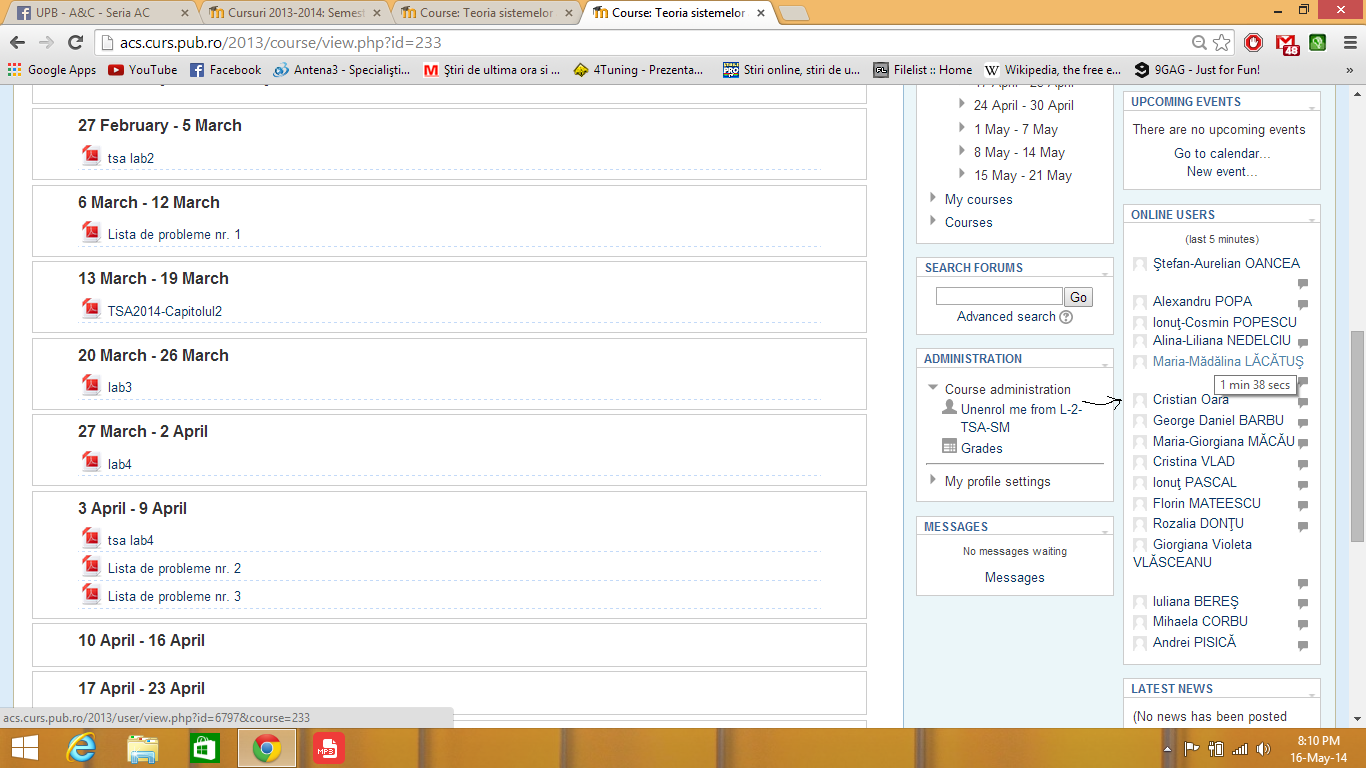 UPB - A&C - Seria AC
Cursuri 2013-2014: Semest
Course: Teoria sistemelor
Course: Teoria sistemelor
acs.curs.pub.ro/2013/course/view.php?id=233
48
Google Apps
YouTube
Facebook
Antena3 - Specialişti...
Ştiri de ultima ora si ...
4Tuning - Prezenta...
Stiri online, stiri de u...
Filelist :: Home
Wikipedia, the free e...
9GAG - Just for Fun!
»
27 February - 5 March
tsa lab2
6 March - 12 March
Lista de probleme nr. 1
13 March - 19 March
TSA2014-Capitolul2
20 March - 26 March
lab3
27 March - 2 April
lab4
3 April - 9 April
tsa lab4
Lista de probleme nr. 2
Lista de probleme nr. 3
10 April - 16 April
17 April - 23 April
24 April - 30 April
1 May - 7 May
8 May - 14 May
15 May - 21 May
My courses
Courses
SEARCH FORUMS
Go
Advanced search
ADMINISTRATION
Course administration
Unenrol me from L-2-
TSA-SM
Grades
My profile settings
MESSAGES
No messages waiting
Messages
UPCOMING EVENTS
There are no upcoming events
Go to calendar...
New event...
ONLINE USERS
(last 5 minutes)
Ştefan-Aurelian OANCEA
Alexandru POPA
Ionuţ-Cosmin POPESCU
Alina-Liliana NEDELCIU
Maria-Mădălina LĂCĂTUŞ
1 min 38 secs
Cristian Oara
George Daniel BARBU
Maria-Giorgiana MĂCĂU
Cristina VLAD
Ionuţ PASCAL
Florin MATEESCU
Rozalia DONŢU
Giorgiana Violeta
VLĂSCEANU
Iuliana BEREŞ
Mihaela CORBU
Andrei PISICĂ
LATEST NEWS
(No news has been posted
acs.curs.pub.ro/2013/user/view.php?id=6797&course=233
MP3
8:10 PM
16-May-14